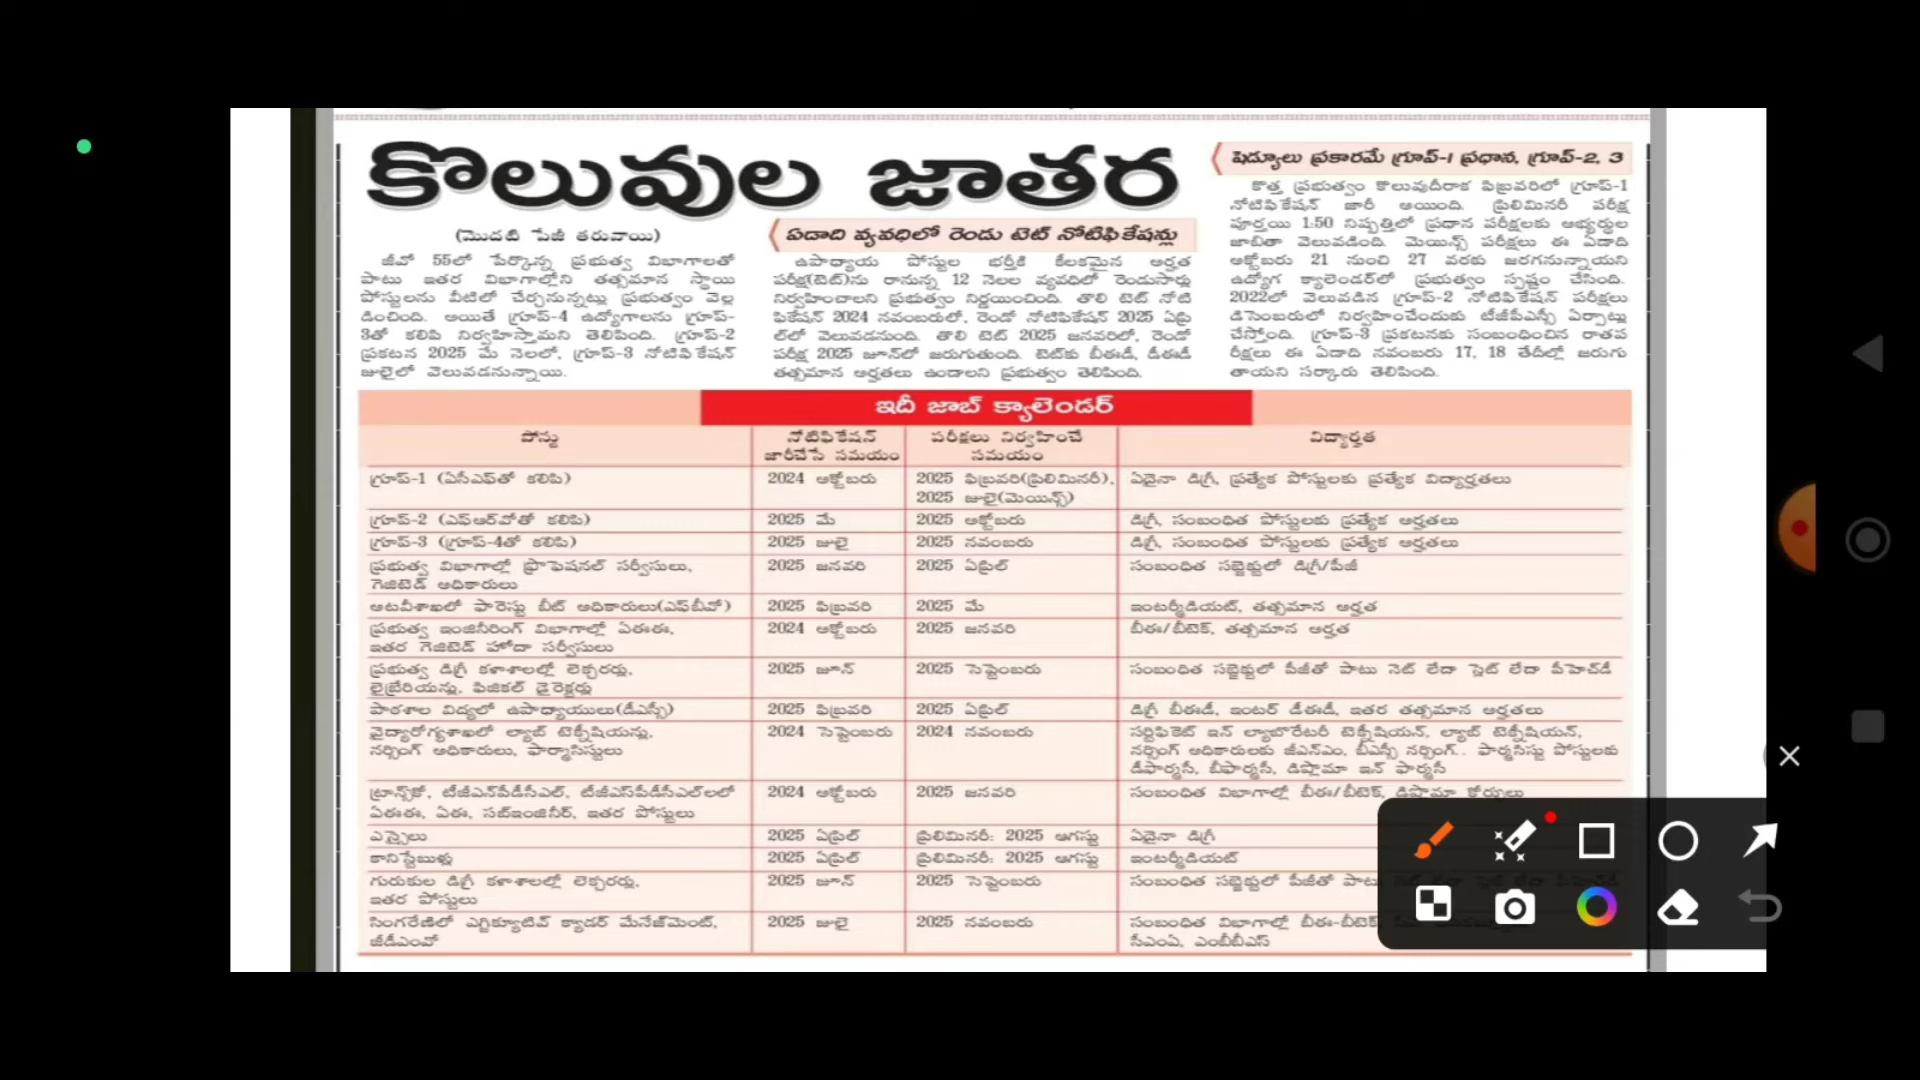 కొలువుల జాతర
(మొదటి పేజీ తరువాయి)
జీవో 55లో పేర్కొన్న ప్రభుత్వ విభాగాలతో
పాటు ఇతర విభాగాల్లోని తత్సమాన స్థాయి
పోస్టులను వీటిలో చేర్చనున్నట్లు ప్రభుత్వం వెల్ల
డించింది. అయితే గ్రూప్-4 ఉద్యోగాలను గ్రూప్-
3తో కలిపి నిర్వహిస్తామని తెలిపింది. గ్రూప్-2
ప్రకటన 2025 మే నెలలో, గ్రూప్-3 నోటిఫికేషన్
జులైలో వెలువడనున్నాయి.
ఏడాది వ్యవధిలో రెండు టెట్ నోటిఫికేషన్లు
ఉపాధ్యాయ పోస్టుల భర్తీకి కీలకమైన అర్హత
పరీక్ష(టెట్)ను రానున్న 12 నెలల వ్యవధిలో రెండుసార్లు
నిర్వహించాలని ప్రభుత్వం నిర్ణయించింది. తొలి టెట్ నోటి
ఫికేషన్ 2024 నవంబరులో, రెండో నోటిఫికేషన్ 2025 ఏప్రి
ల్‌లో వెలువడనుంది. తొలి టెట్ 2025 జనవరిలో, రెండో
పరీక్ష 2025 జూన్‌లో జరుగుతుంది. టెట్‌కు బీఈడీ, డీఈడీ
తత్సమాన అర్హతలు ఉండాలని ప్రభుత్వం తెలిపింది.
షెడ్యూలు ప్రకారమే గ్రూప్-1 ప్రధాన, గ్రూప్-2, 3
కొత్త ప్రభుత్వం కొలువుదీరాక ఫిబ్రవరిలో గ్రూప్-1
నోటిఫికేషన్ జారీ అయింది. ప్రిలిమినరీ పరీక్ష
పూర్తయి 1:50 నిష్పత్తిలో ప్రధాన పరీక్షలకు అభ్యర్థుల
జాబితా వెలువడింది. మెయిన్స్ పరీక్షలు ఈ ఏడాది
అక్టోబరు 21 నుంచి 27 వరకు జరగనున్నాయని
ఉద్యోగ క్యాలెండర్‌లో ప్రభుత్వం స్పష్టం చేసింది.
2022లో వెలువడిన గ్రూప్-2 నోటిఫికేషన్ పరీక్షలు
డిసెంబరులో నిర్వహించేందుకు టీజీపీఎస్సీ ఏర్పాట్లు
చేస్తోంది. గ్రూప్-3 ప్రకటనకు సంబంధించిన రాతప
రీక్షలు ఈ ఏడాది నవంబరు 17, 18 తేదీల్లో జరుగు
తాయని సర్కారు తెలిపింది.
ఇదీ జాబ్ క్యాలెండర్
పోస్టు నోటిఫికేషన్ జారీచేసే సమయం పరీక్షలు నిర్వహించే సమయం విద్యార్హత
గ్రూప్-1 (ఏసీఎఫ్‌తో కలిపి) 2024 అక్టోబరు 2025 ఫిబ్రవరి(ప్రిలిమినరీ), ఏదైనా డిగ్రీ, ప్రత్యేక పోస్టులకు ప్రత్యేక విద్యార్హతలు
2025 జులై(మెయిన్స్)
గ్రూప్-2 (ఎఫ్ఆర్‌వోతో కలిపి) 2025 మే 2025 అక్టోబరు డిగ్రీ, సంబంధిత పోస్టులకు ప్రత్యేక అర్హతలు
గ్రూప్-3 (గ్రూప్-4తో కలిపి) 2025 జులై 2025 నవంబరు డిగ్రీ, సంబంధిత పోస్టులకు ప్రత్యేక అర్హతలు
ప్రభుత్వ విభాగాల్లో ప్రొఫెషనల్ సర్వీసులు, 2025 జనవరి 2025 ఏప్రిల్ సంబంధిత సబ్జెక్టులో డిగ్రీ/పీజీ
గెజిటెడ్ అధికారులు
అటవీశాఖలో ఫారెస్టు బీట్ అధికారులు(ఎఫ్‌బీవో) 2025 ఫిబ్రవరి 2025 మే ఇంటర్మీడియట్, తత్సమాన అర్హత
ప్రభుత్వ ఇంజినీరింగ్ విభాగాల్లో ఏఈఈ, 2024 అక్టోబరు 2025 జనవరి బీఈ/బీటెక్, తత్సమాన అర్హత
ఇతర గెజిటెడ్ హోదా సర్వీసులు
ప్రభుత్వ డిగ్రీ కళాశాలల్లో లెక్చరర్లు, 2025 జూన్ 2025 సెప్టెంబరు సంబంధిత సబ్జెక్టులో పీజీతో పాటు నెట్ లేదా స్లెట్ లేదా పీహెచ్‌డీ
లైబ్రేరియన్లు, ఫిజికల్ డైరెక్టర్లు
పాఠశాల విద్యలో ఉపాధ్యాయులు(డీఎస్సీ) 2025 ఫిబ్రవరి 2025 ఏప్రిల్ డిగ్రీ బీఈడీ, ఇంటర్ డీఈడీ, ఇతర తత్సమాన అర్హతలు
వైద్యారోగ్యశాఖలో ల్యాబ్ టెక్నీషియన్లు, 2024 సెప్టెంబరు 2024 నవంబరు సర్టిఫికెట్ ఇన్ ల్యాబొరేటరీ టెక్నీషియన్, ల్యాబ్ టెక్నీషియన్,
నర్సింగ్ అధికారులు, ఫార్మాసిస్టులు నర్సింగ్ అధికారులకు జీఎన్ఎం, బీఎస్సీ నర్సింగ్.. ఫార్మసిస్టు పోస్టులకు
డీఫార్మసీ, బీఫార్మసీ, డిప్లొమా ఇన్ ఫార్మసీ
ట్రాన్స్‌కో, టీజీఎన్‌పీడీసీఎల్, టీజీఎస్‌పీడీసీఎల్‌లలో 2024 అక్టోబరు 2025 జనవరి సంబంధిత విభాగాల్లో బీఈ/బీటెక్, డిప్లొమా కోర్సులు
ఏఈఈ, ఏఈ, సబ్ఇంజినీర్, ఇతర పోస్టులు
ఎస్సైలు 2025 ఏప్రిల్ ప్రిలిమినరీ: 2025 ఆగస్టు ఏదైనా డిగ్రీ
కానిస్టేబుళ్లు 2025 ఏప్రిల్ ప్రిలిమినరీ: 2025 ఆగస్టు ఇంటర్మీడియట్
గురుకుల డిగ్రీ కళాశాలల్లో లెక్చరర్లు, 2025 జూన్ 2025 సెప్టెంబరు సంబంధిత సబ్జెక్టులో పీజీతో పాటు
ఇతర పోస్టులు
సింగరేణిలో ఎగ్జిక్యూటివ్ క్యాడర్ మేనేజ్‌మెంట్, 2025 జులై 2025 నవంబరు సంబంధిత విభాగాల్లో బీఈ-బీటెక్
జీడీఎంవో సీఎంఏ, ఎంబీబీఎస్